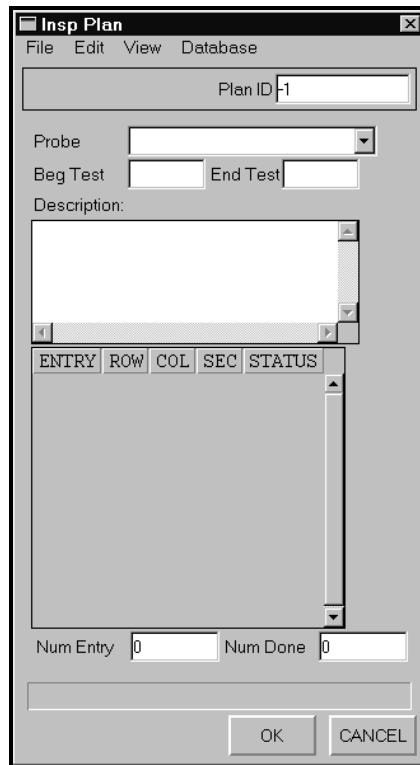 Insp Plan
File Edit View Database
Plan ID -1
Probe
Beg Test End Test
Description:
ENTRY ROW COL SEC STATUS
Num Entry 0 Num Done 0
OK CANCEL